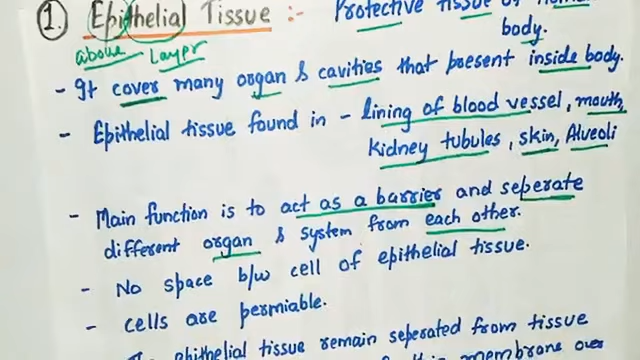 ① Epithelial Tissue :- Protective tissue of
above Layer body.
- It covers many organ & cavities that present inside body.
- Epithelial tissue found in - lining of blood vessel, mouth,
Kidney tubules, skin, Alveoli
- Main function is to act as a barrier and seperate
different organ & system from each other.
- No space b/w cell of epithelial tissue.
- cells are permiable.
epithelial tissue remain seperated from tissue
membrane over